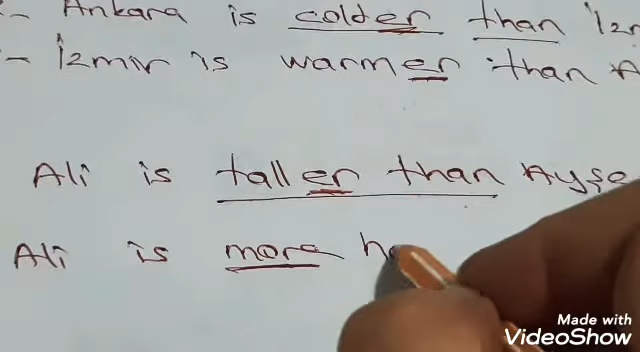 - Ankara is colder than İz
- İzmir is warmer than A
Ali is taller than Ayşe
Ali is more h
Made with
VideoShow